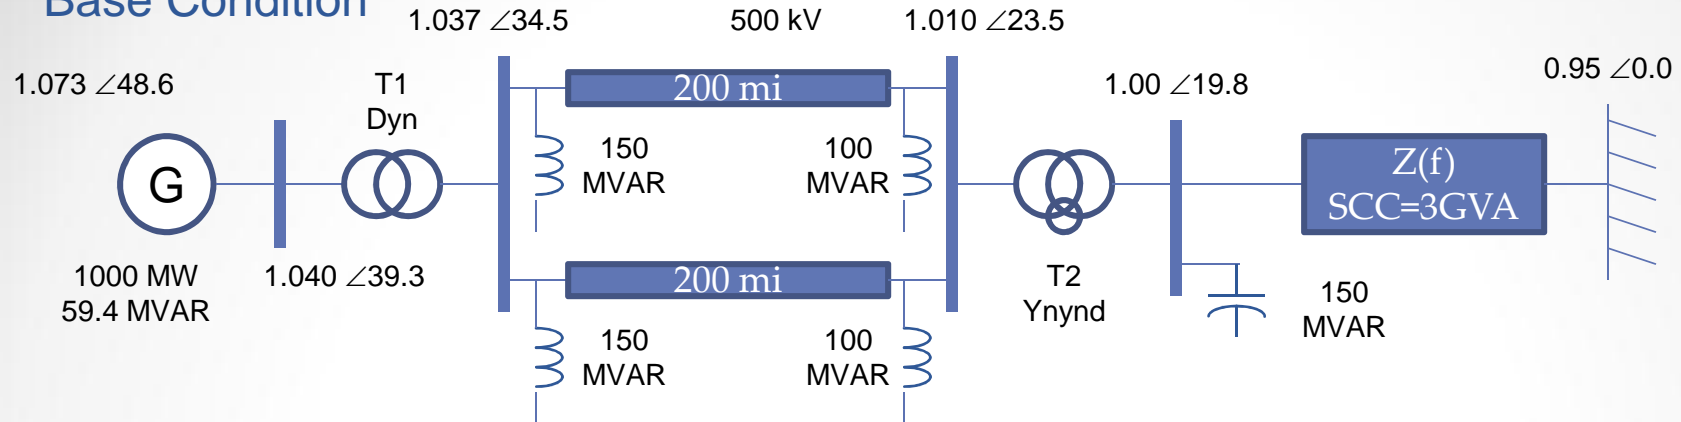 Base Condition
1.037 ∠34.5
500 kV
1.010 ∠23.5
1.073 ∠48.6
T1
Dyn
200 mi
1.00 ∠19.8
0.95 ∠0.0
150
MVAR
100
MVAR
G
Z(f)
SCC=3GVA
1000 MW
59.4 MVAR
1.040 ∠39.3
200 mi
T2
Ynynd
150
MVAR
150
MVAR
100
MVAR